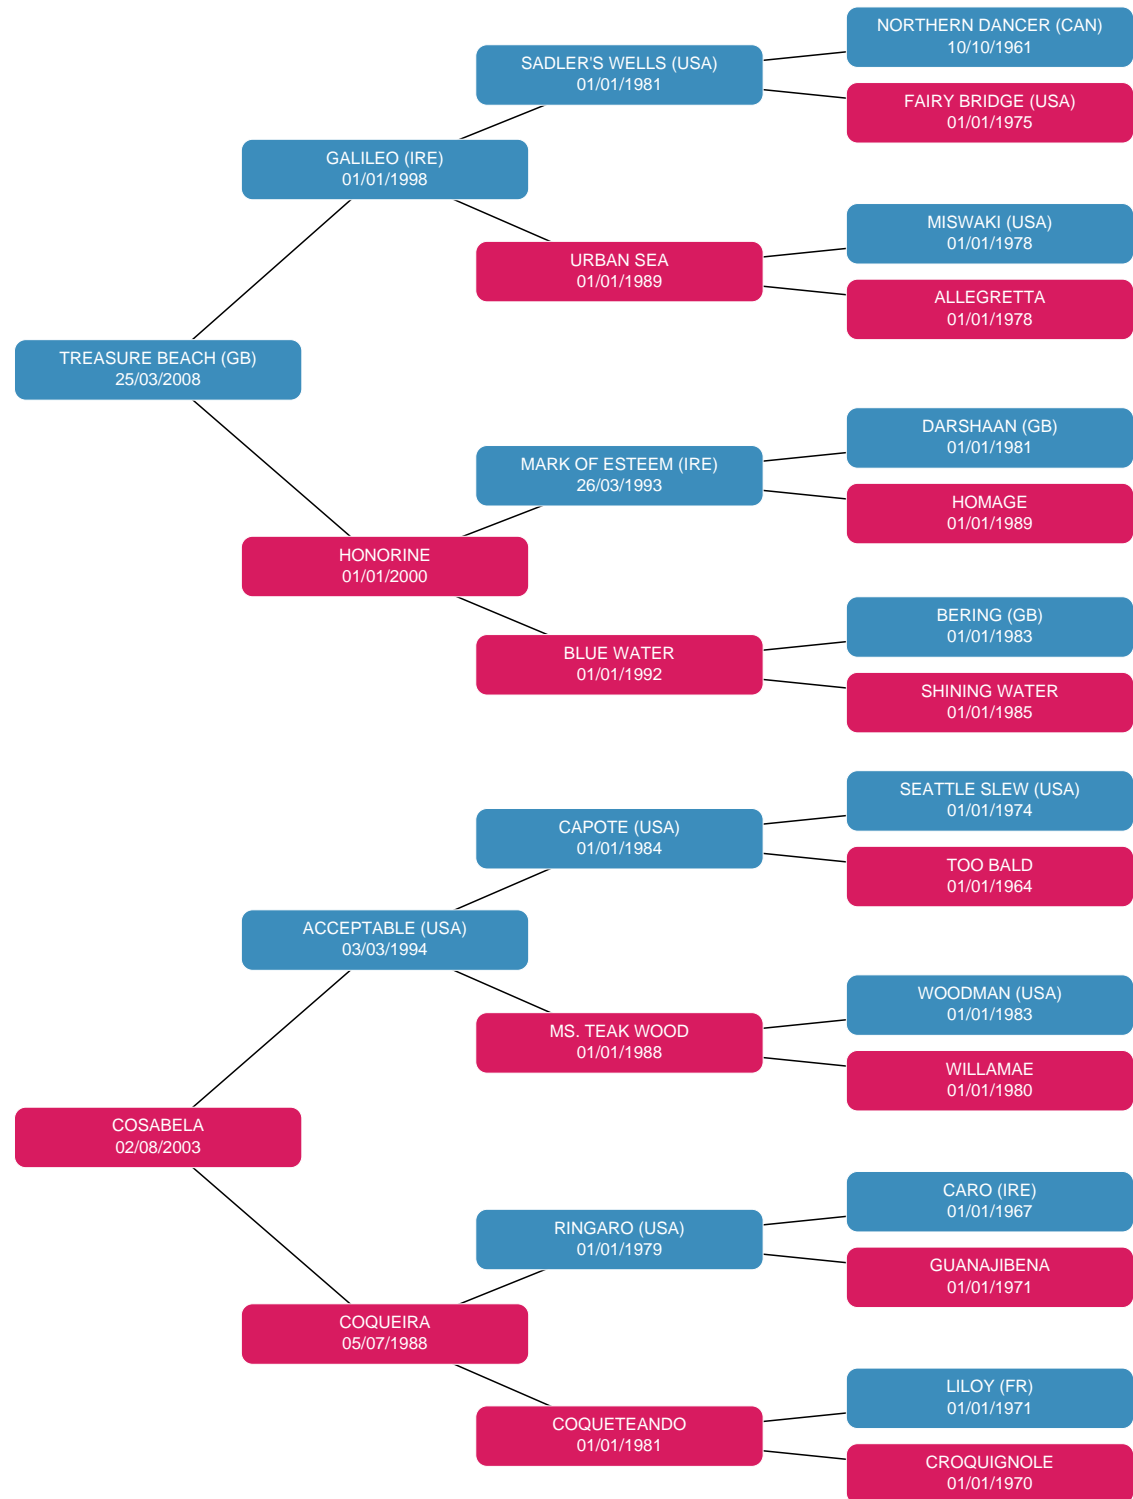 NORTHERN DANCER (CAN)
10/10/1961
SADLER'S WELLS (USA)
01/01/1981
FAIRY BRIDGE (USA)
01/01/1975
GALILEO (IRE)
01/01/1998
MISWAKI (USA)
01/01/1978
URBAN SEA
01/01/1989
ALLEGRETTA
01/01/1978
TREASURE BEACH (GB)
25/03/2008
DARSHAAN (GB)
01/01/1981
MARK OF ESTEEM (IRE)
26/03/1993
HOMAGE
01/01/1989
HONORINE
01/01/2000
BERING (GB)
01/01/1983
BLUE WATER
01/01/1992
SHINING WATER
01/01/1985
SEATTLE SLEW (USA)
01/01/1974
CAPOTE (USA)
01/01/1984
TOO BALD
01/01/1964
ACCEPTABLE (USA)
03/03/1994
WOODMAN (USA)
01/01/1983
MS. TEAK WOOD
01/01/1988
WILLAMAE
01/01/1980
COSABELA
02/08/2003
CARO (IRE)
01/01/1967
RINGARO (USA)
01/01/1979
GUANAJIBENA
01/01/1971
COQUEIRA
05/07/1988
LILOY (FR)
01/01/1971
COQUETEANDO
01/01/1981
CROQUIGNOLE
01/01/1970